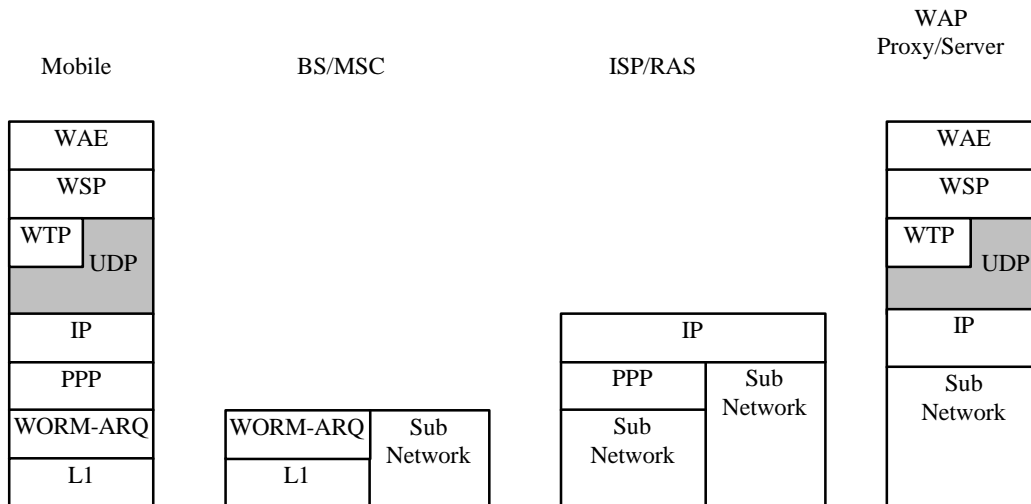 WAP
Proxy/Server
Mobile
BS/MSC
ISP/RAS
WAE
WSP
WTP
UDP
IP
PPP
WORM-ARQ
L1
WORM-ARQ
L1
Sub
Network
IP
PPP
Sub
Network
Sub
Network
WAE
WSP
WTP
UDP
IP
Sub
Network